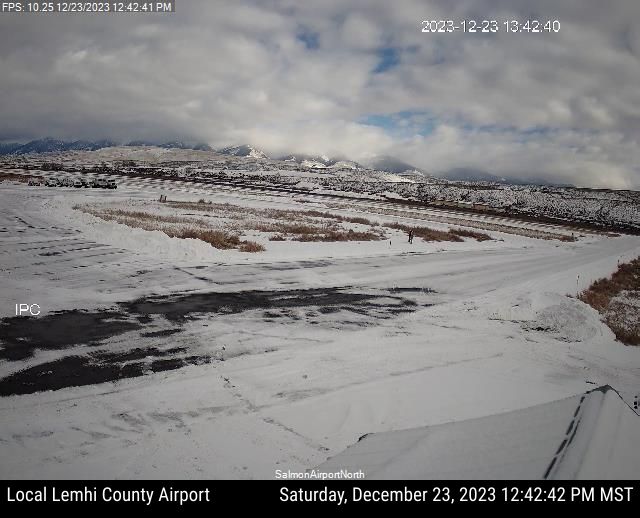 FPS: 10.25 12/23/2023 12:42:41 PM
2023-12-23 13:42:40
IPC
SalmonAirportNorth
Local Lemhi County Airport Saturday, December 23, 2023 12:42:42 PM MST